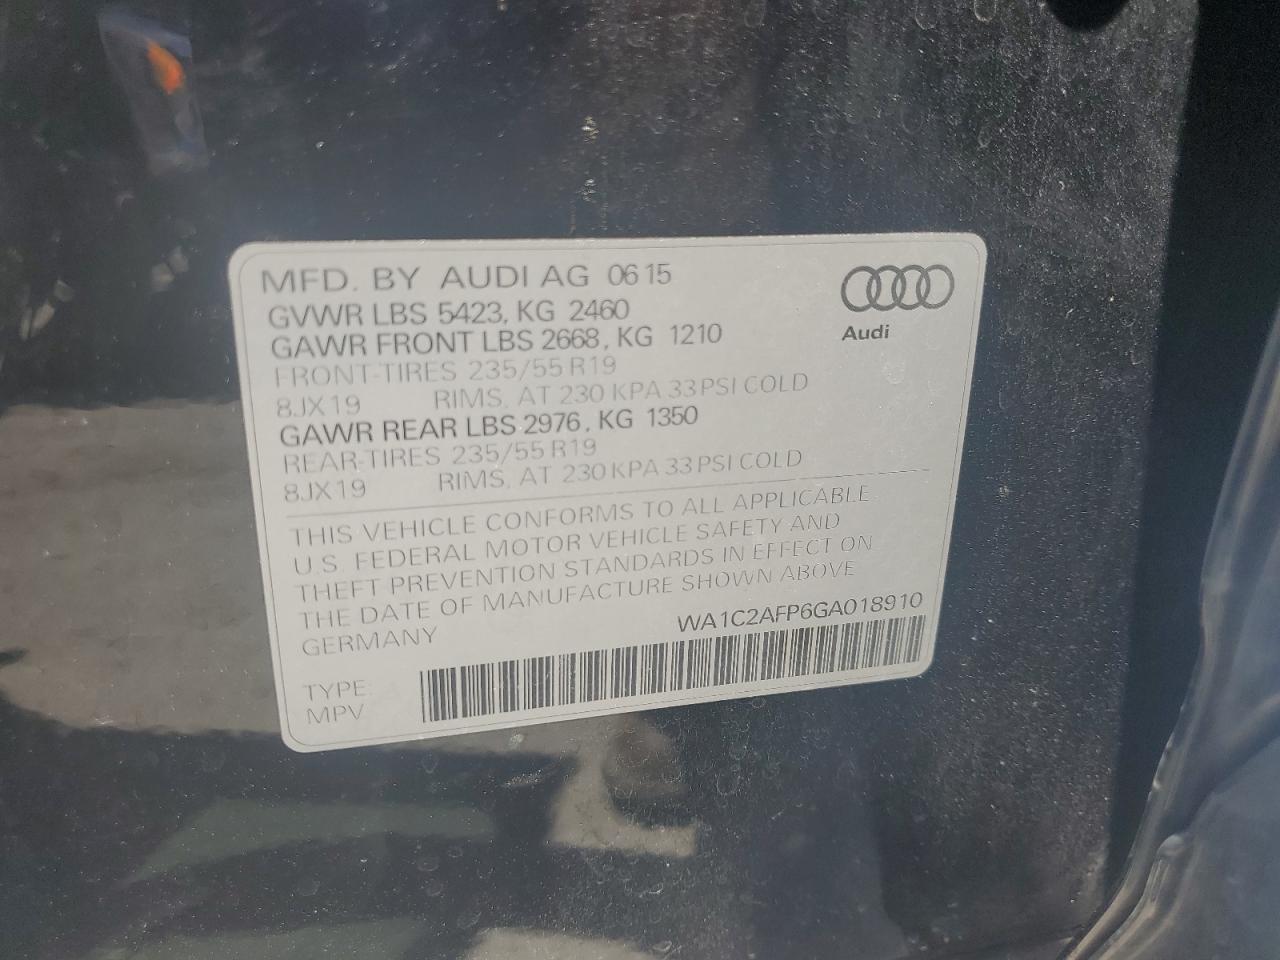 MFD. BY AUDI AG 06 15
GVWR LBS 5423, KG 2460
GAWR FRONT LBS 2668, KG 1210
FRONT-TIRES 235/55 R19
8JX19 RIMS, AT 230 KPA 33 PSI COLD
GAWR REAR LBS 2976, KG 1350
REAR-TIRES 235/55 R19
8JX19 RIMS, AT 230 KPA 33 PSI COLD
Audi
THIS VEHICLE CONFORMS TO ALL APPLICABLE
U.S. FEDERAL MOTOR VEHICLE SAFETY AND
THEFT PREVENTION STANDARDS IN EFFECT ON
THE DATE OF MANUFACTURE SHOWN ABOVE
GERMANY
WA1C2AFP6GA018910
TYPE:
MPV